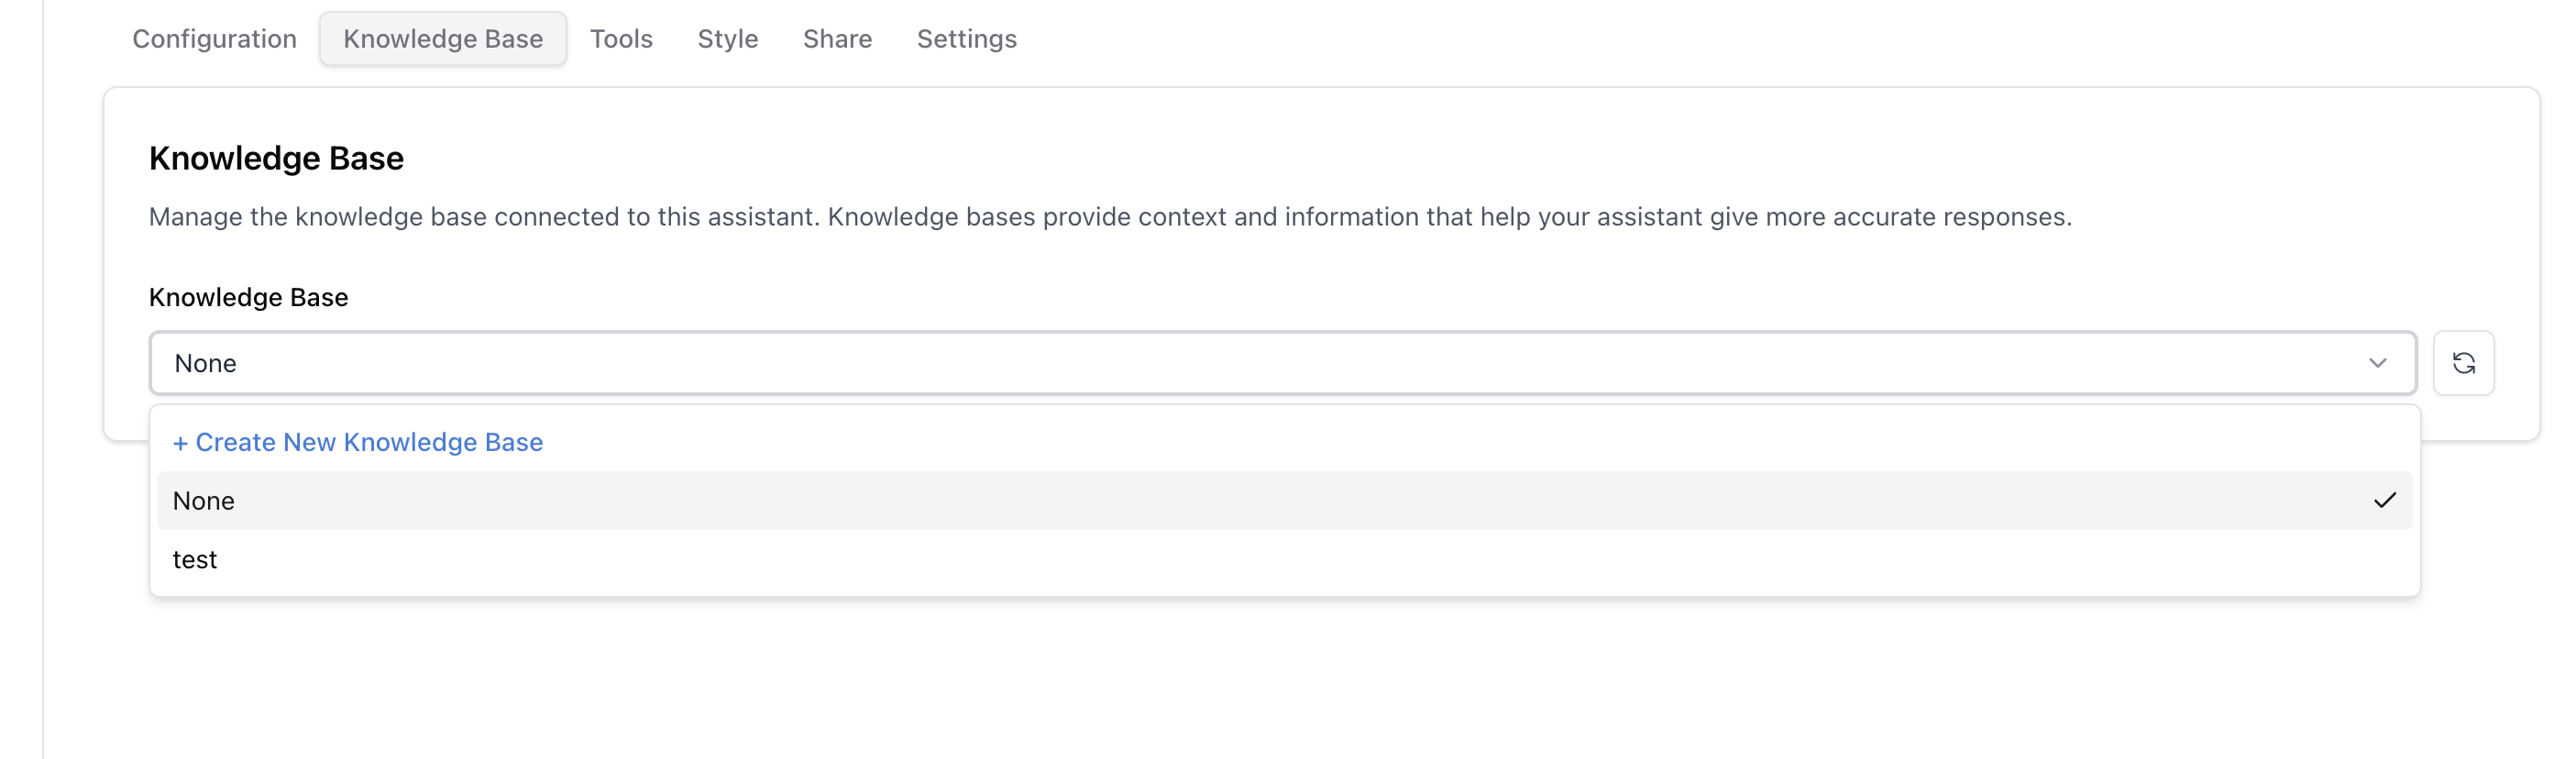 Configuration Knowledge Base Tools Style Share Settings
Knowledge Base
Manage the knowledge base connected to this assistant. Knowledge bases provide context and information that help your assistant give more accurate responses.
Knowledge Base
None
+ Create New Knowledge Base
None
test